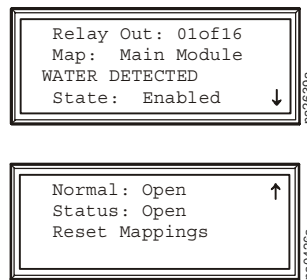 Relay Out: 01of16
Map: Main Module
WATER DETECTED
State: Enabled ↓
Normal: Open ↑
Status: Open
Reset Mappings